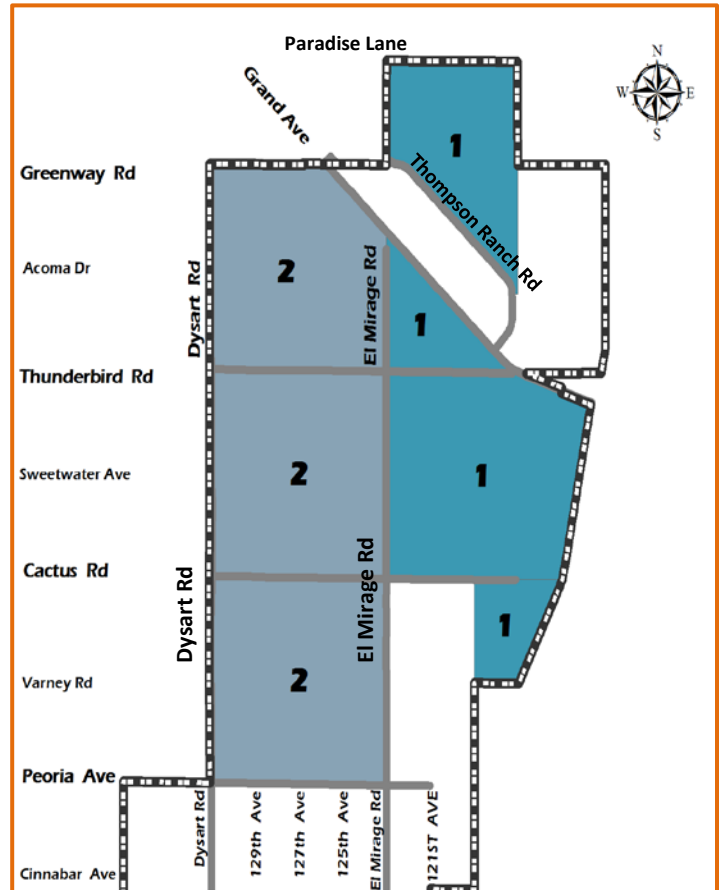 Paradise Lane
N
W E
S
Grand Ave
1
Greenway Rd
Thompson Ranch Rd
Acoma Dr
2
Dysart Rd
El Mirage Rd
1
Thunderbird Rd
Sweetwater Ave
2
1
Cactus Rd
Dysart Rd
El Mirage Rd
1
Varney Rd
2
Peoria Ave
Dysart Rd
129th Ave
127th Ave
125th Ave
El Mirage Rd
121ST AVE
Cinnabar Ave